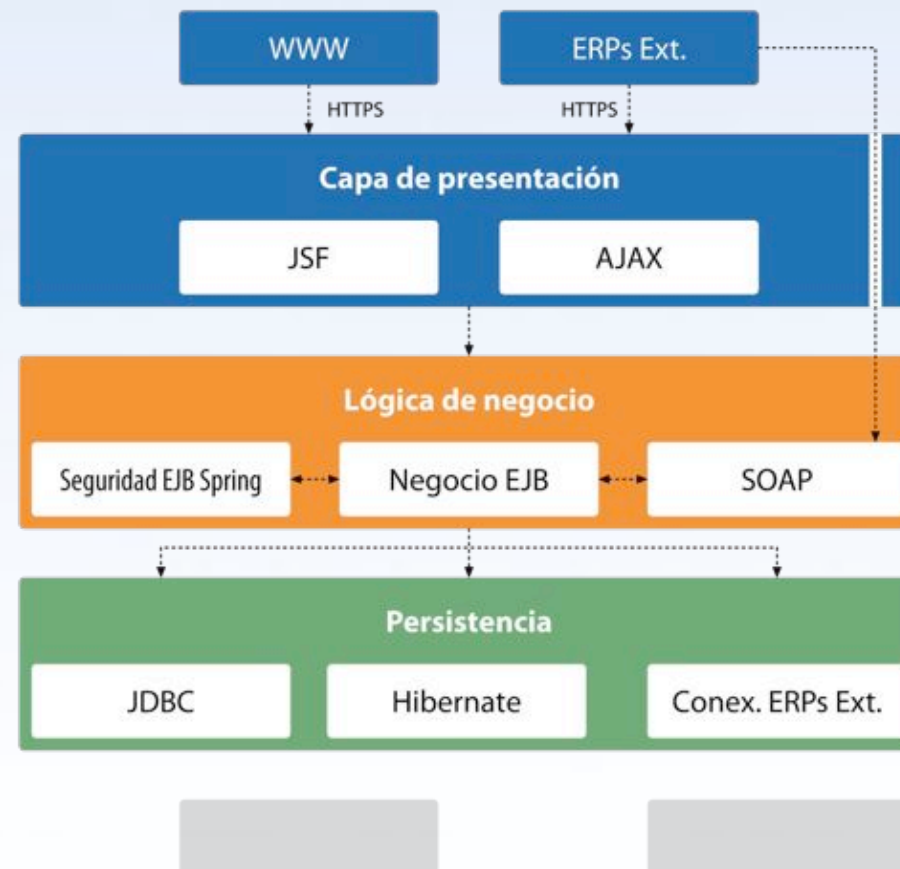 WWW
ERPs Ext.
HTTPS
HTTPS
Capa de presentación
JSF
AJAX
Lógica de negocio
Seguridad EJB Spring
Negocio EJB
SOAP
Persistencia
JDBC
Hibernate
Conex. ERPs Ext.